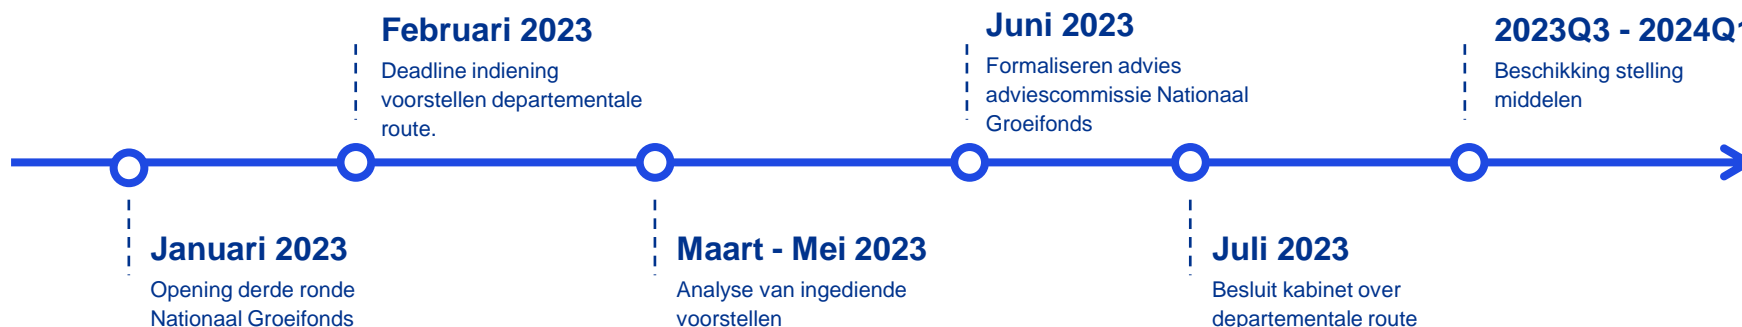 Februari 2023
Deadline indiening
voorstellen departementale
route.
Juni 2023
Formaliseren advies
adviescommissie Nationaal
Groeifonds
2023Q3 - 2024Q1
Beschikking stelling
middelen
Januari 2023
Opening derde ronde
Nationaal Groeifonds
Maart - Mei 2023
Analyse van ingediende
voorstellen
Juli 2023
Besluit kabinet over
departementale route